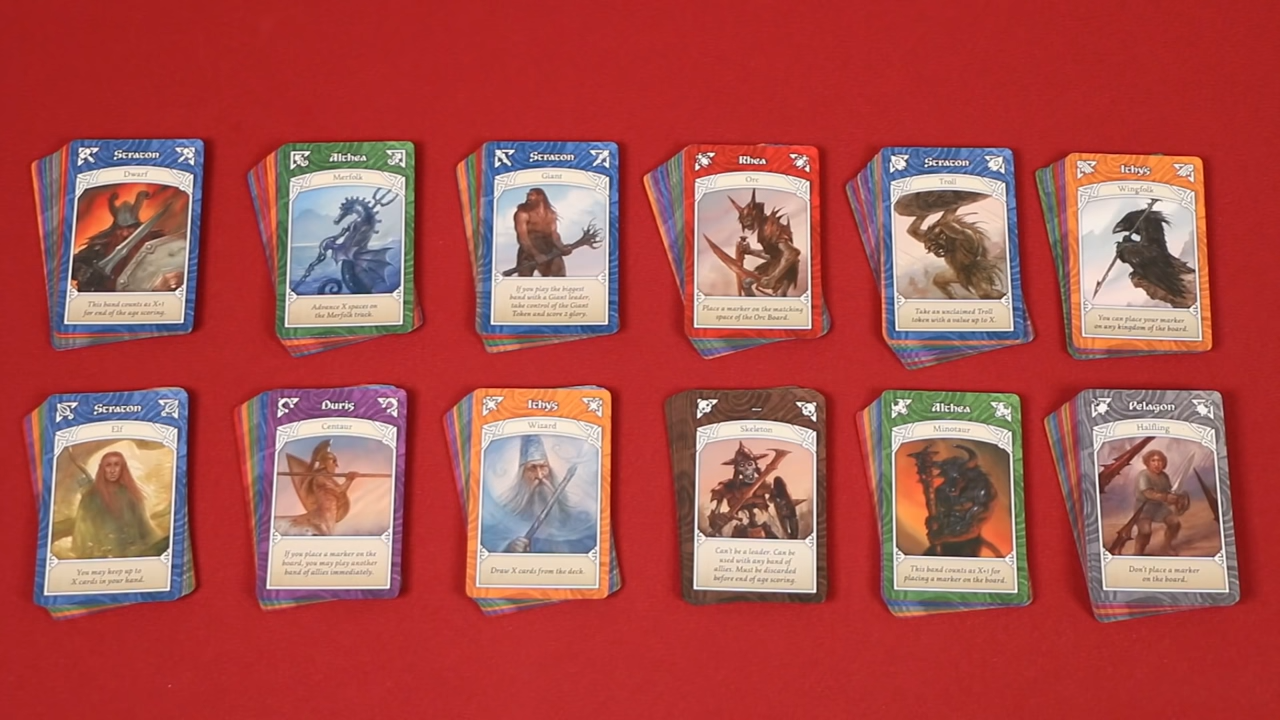 Straton
Dwarf
This band counts as X+1
for end of the age scoring.
Althea
Merfolk
Advance X spaces on
the Merfolk track.
Straton
Giant
If you play the biggest
band with a Giant leader,
take control of the Giant
Token and score 2 glory.
Rhea
Orc
Place a marker on the matching
space of the Orc Board.
Straton
Troll
Take an unclaimed Troll
token with a value up to X.
Ithys
Wingfolk
You can place your marker
on any kingdom of the board.
Straton
Elf
You may keep up to
X cards in your hand.
Duris
Centaur
If you place a marker on the
board, you may play another
band of allies immediately.
Ithys
Wizard
Draw X cards from the deck.
—
Skeleton
Can't be a leader. Can be
used with any band of
allies. Must be discarded
before end of age scoring.
Althea
Minotaur
This band counts as X+1 for
placing a marker on the board.
Pelagon
Halfling
Don't place a marker
on the board.